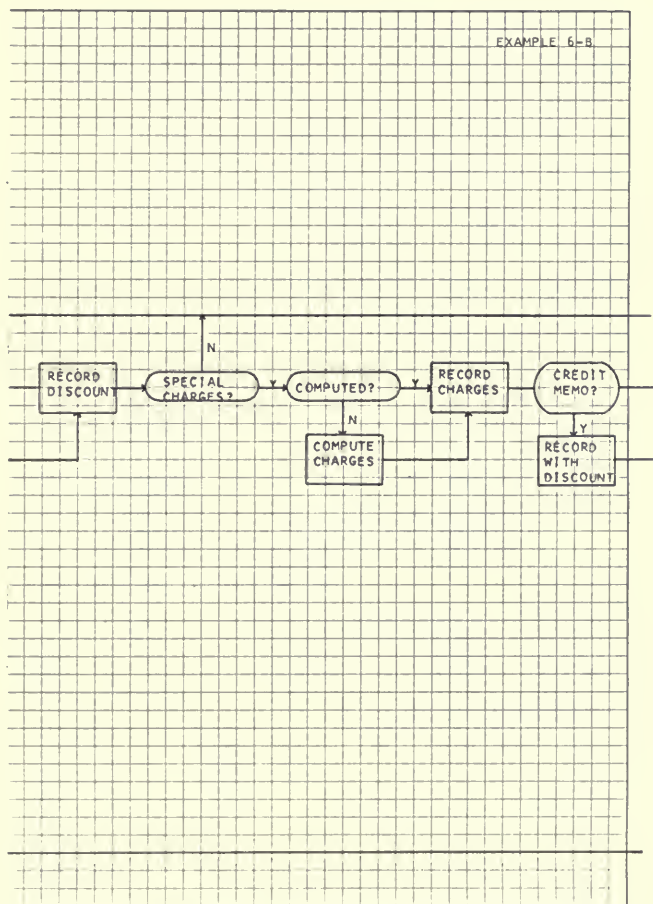 EXAMPLE 6-B
N
RECORD
DISCOUNT
SPECIAL
CHARGES?
Y
COMPUTED?
Y
RECORD
CHARGES
CREDIT
MEMO?
N
COMPUTE
CHARGES
Y
RECORD
WITH
DISCOUNT